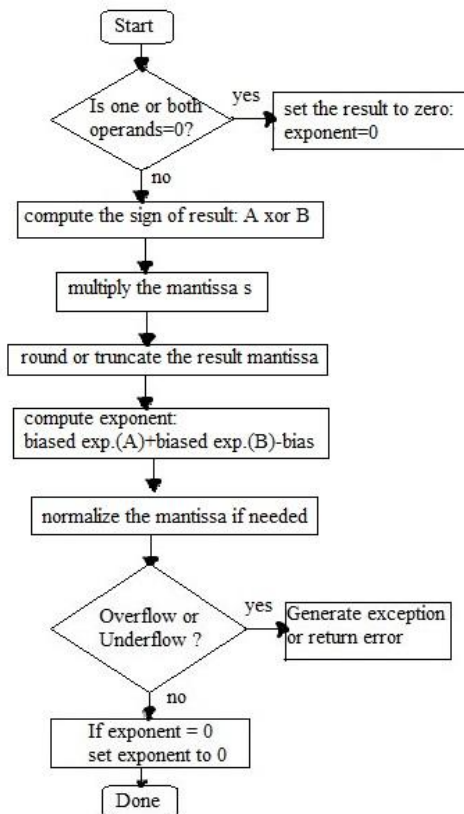 Start
Is one or both
operands=0?
yes
set the result to zero:
exponent=0
no
compute the sign of result: A xor B
multiply the mantissa s
round or truncate the result mantissa
compute exponent:
biased exp.(A)+biased exp.(B)-bias
normalize the mantissa if needed
Overflow or
Underflow ?
yes
Generate exception
or return error
no
If exponent = 0
set exponent to 0
Done